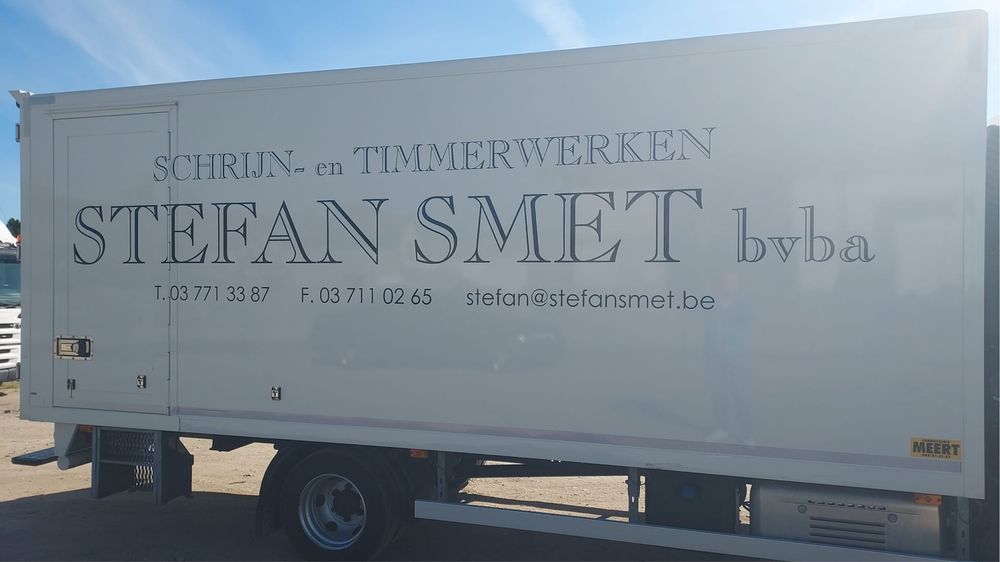 SCHRIJN- en TIMMERWERKEN
STEFAN SMET bvba
T. 03 771 33 87 F. 03 711 02 65 stefan@stefansmet.be
MEERT